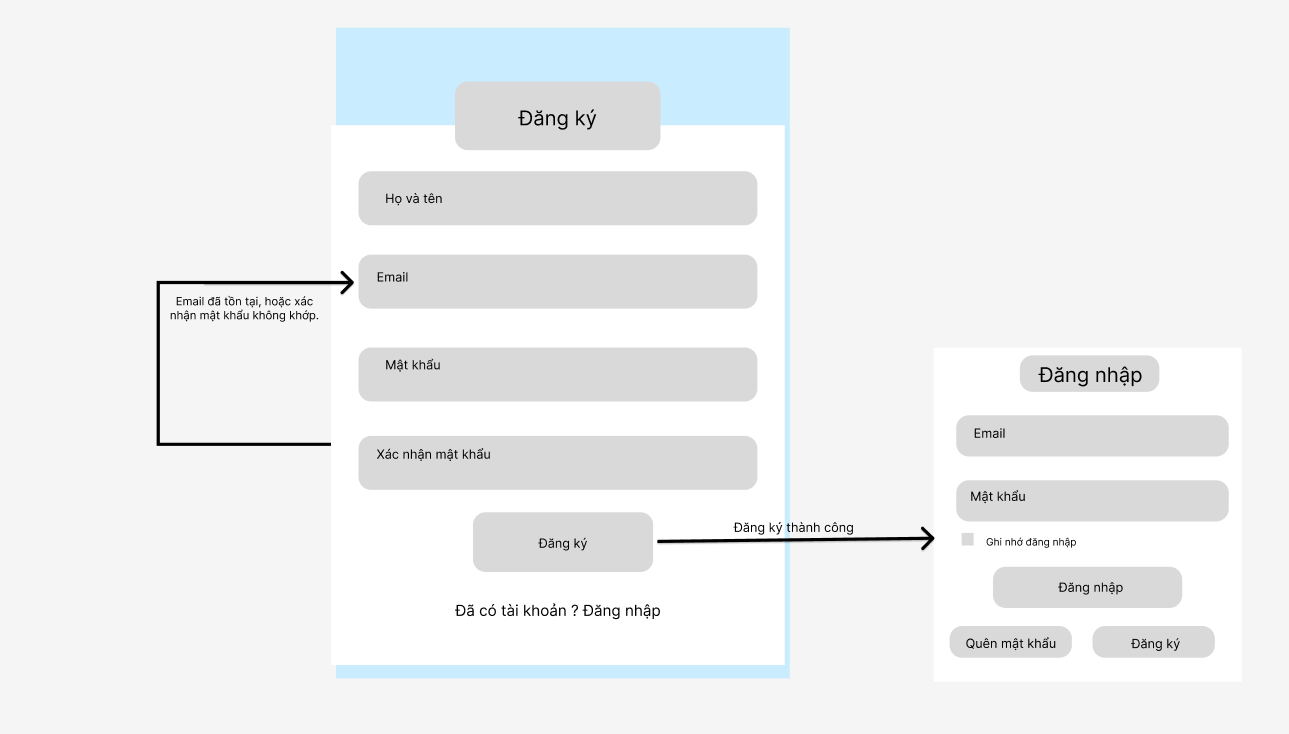 Đăng ký
Họ và tên
Email
Email đã tồn tại, hoặc xác
nhận mật khẩu không khớp.
Mật khẩu
Xác nhận mật khẩu
Đăng ký
Đã có tài khoản ? Đăng nhập
Đăng ký thành công
Đăng nhập
Email
Mật khẩu
Ghi nhớ đăng nhập
Đăng nhập
Quên mật khẩu
Đăng ký